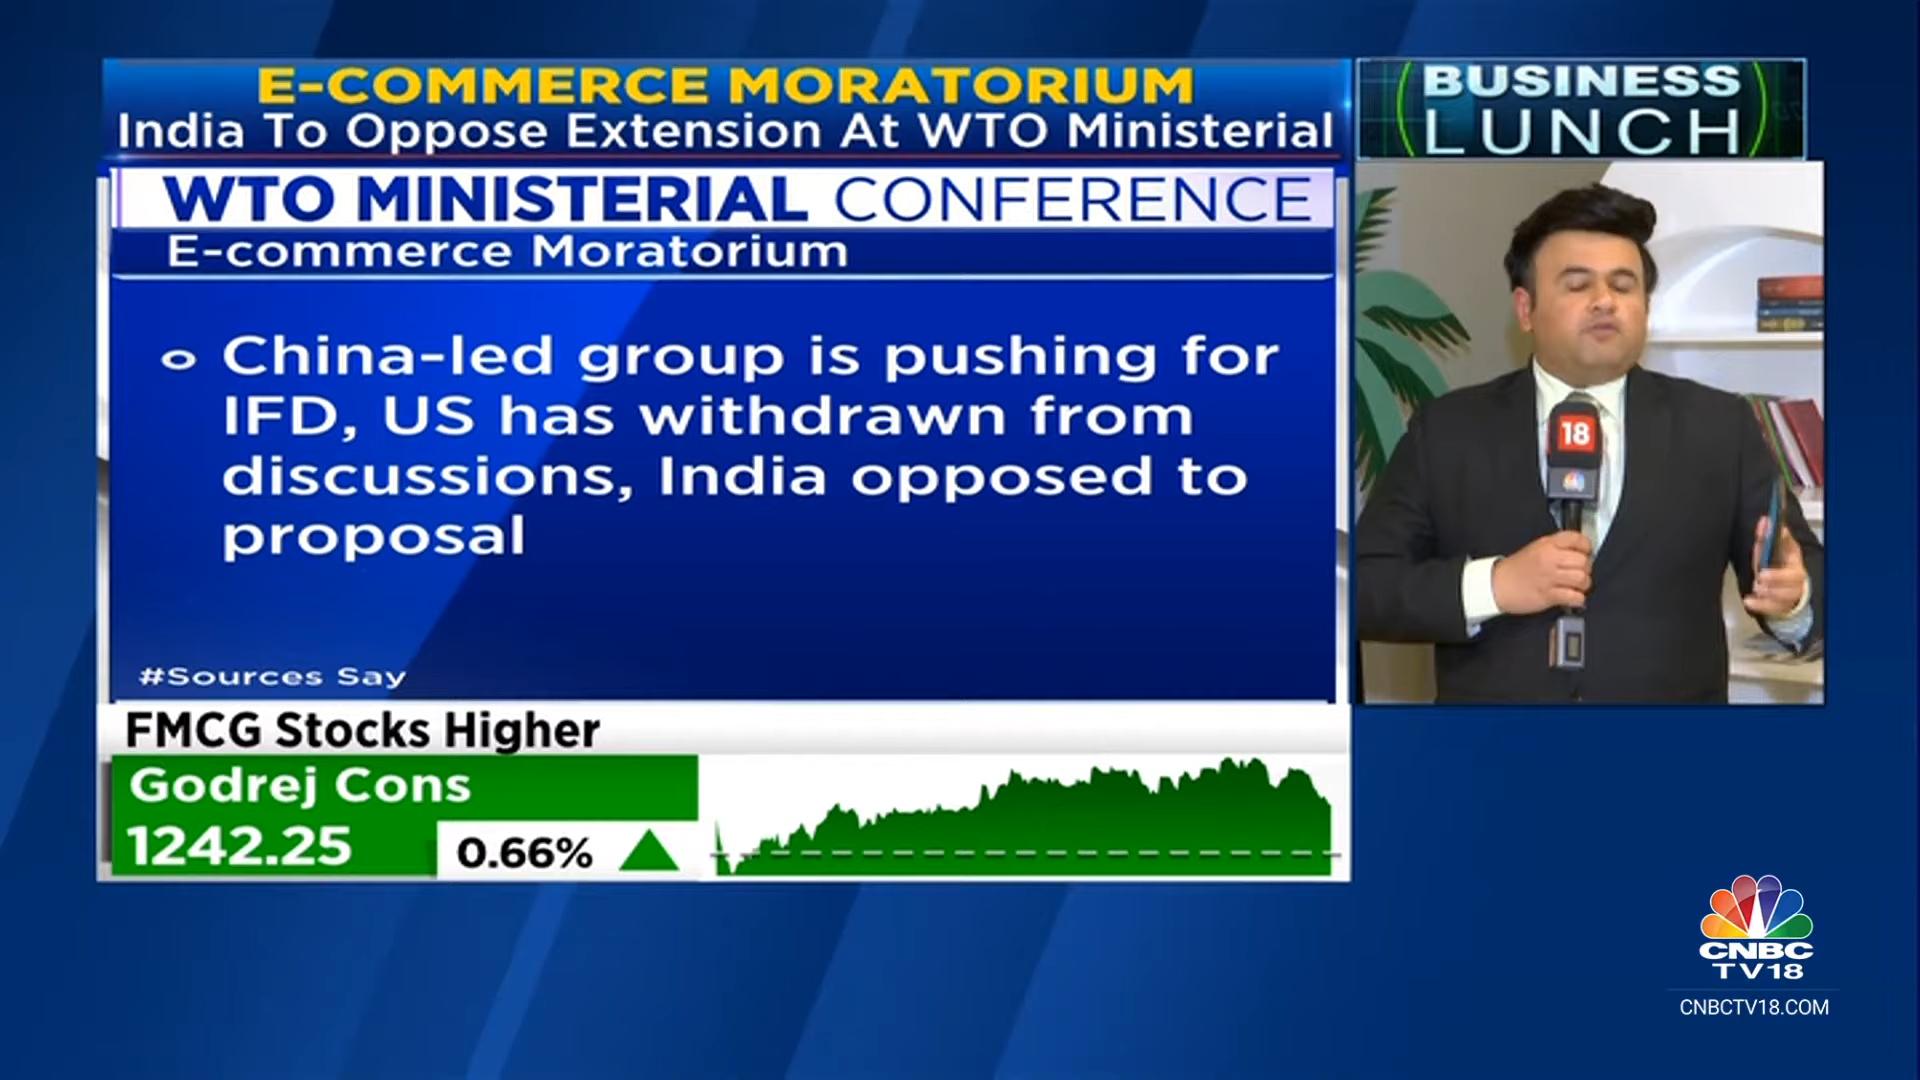 E-COMMERCE MORATORIUM
India To Oppose Extension At WTO Ministerial
BUSINESS
LUNCH
WTO MINISTERIAL CONFERENCE
E-commerce Moratorium
China-led group is pushing for
IFD, US has withdrawn from
discussions, India opposed to
proposal
#Sources Say
18
FMCG Stocks Higher
Godrej Cons
1242.25
0.66%
CNBC
TV18
CNBCTV18.COM